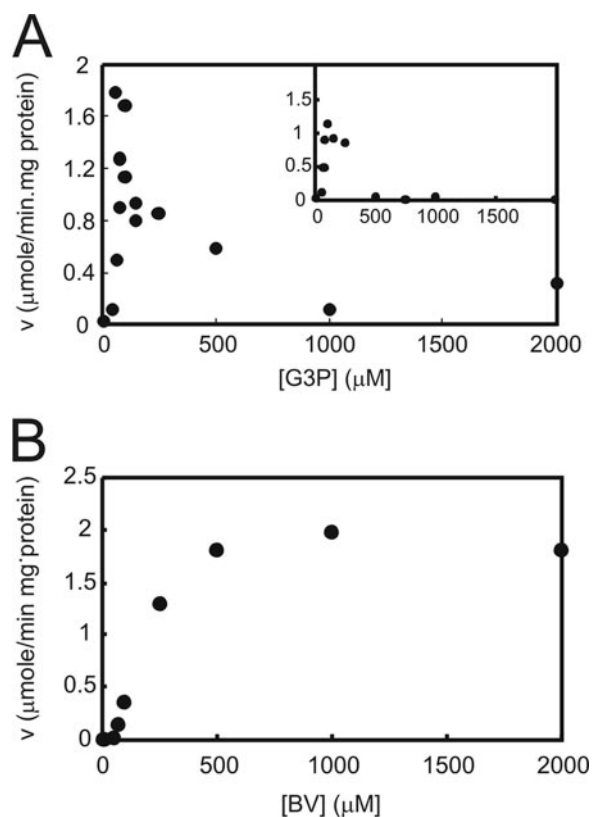 A
v (μmole/min.mg protein)
2
1.6
1.2
0.8
0.4
0
1.5
1
0.5
0
0 500 1000 1500
0 500 1000 1500 2000
[G3P] (μM)
B
v (μmole/min mg·protein)
2.5
2
1.5
1
0.5
0
0 500 1000 1500 2000
[BV] (μM)